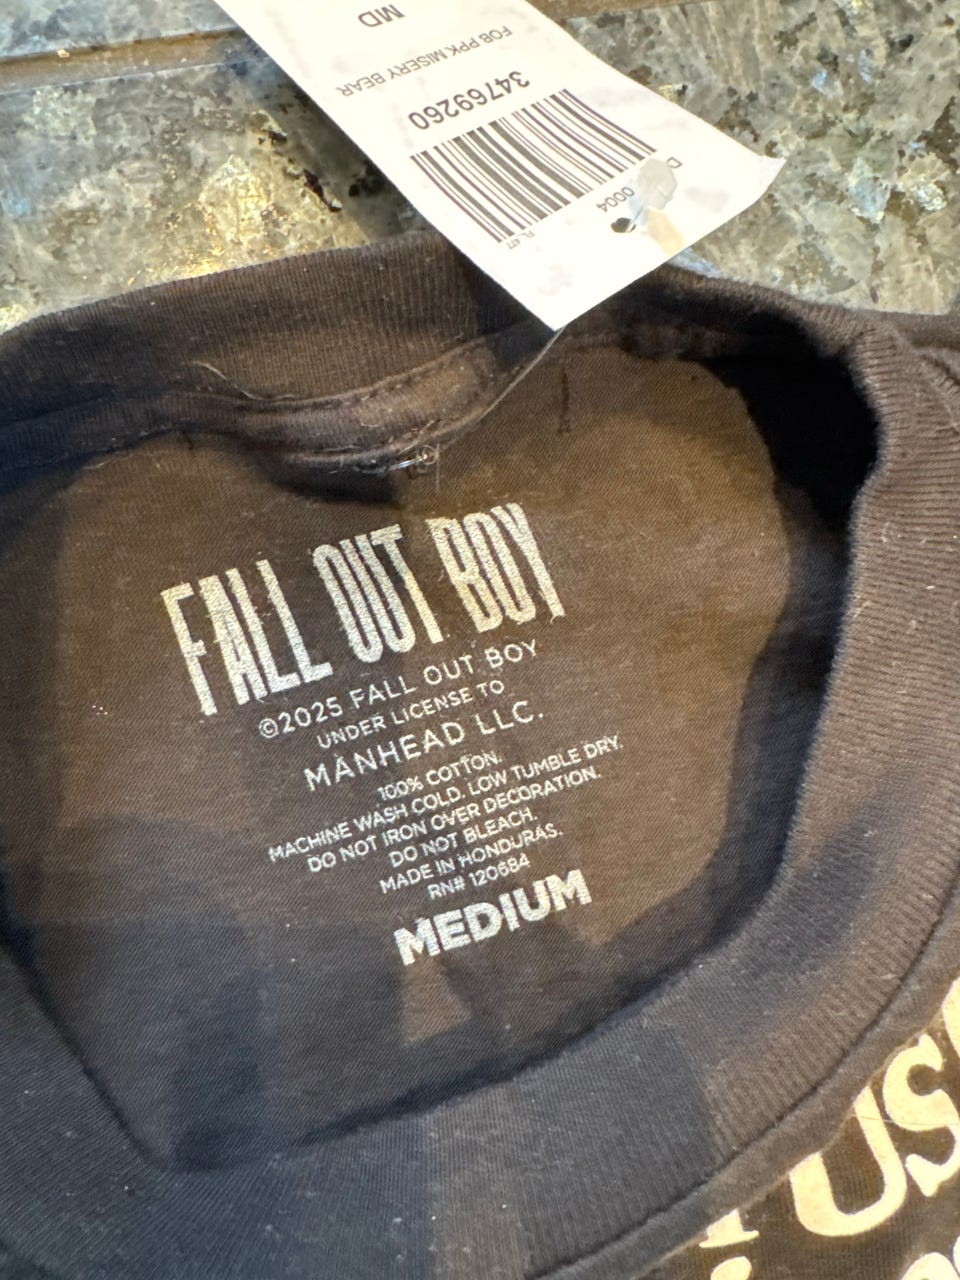 MD
FOB PPK MISERY BEAR
34769260
0004
FALL OUT BOY
©2025 FALL OUT BOY
UNDER LICENSE TO
MANHEAD LLC.
100% COTTON.
MACHINE WASH COLD. LOW TUMBLE DRY.
DO NOT IRON OVER DECORATION.
DO NOT BLEACH.
MADE IN HONDURAS.
RN# 120684
MEDIUM